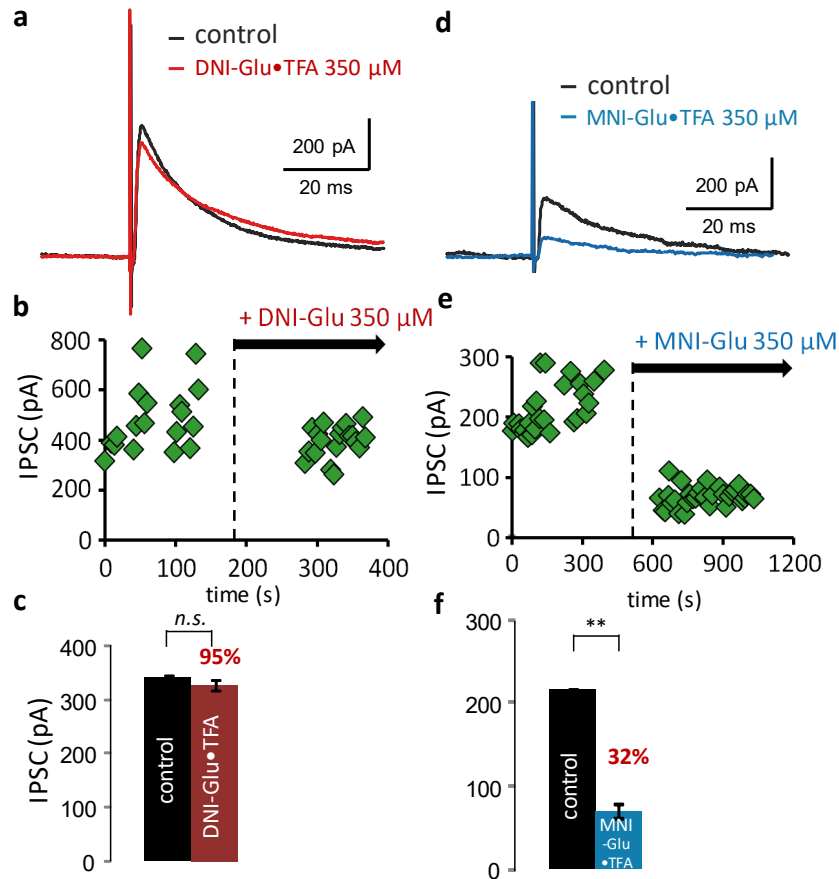 a
control
DNI-Glu•TFA 350 µM
200 pA
20 ms
d
control
MNI-Glu•TFA 350 µM
200 pA
20 ms
b
+ DNI-Glu 350 µM
IPSC (pA)
800
600
400
200
0
0 100 200 300 400
time (s)
e
+ MNI-Glu 350 µM
IPSC (pA)
300
200
100
0
0 300 600 900 1200
time (s)
c
n.s.
95%
IPSC (pA)
400
300
200
100
0
control
DNI-Glu•TFA
f
**
32%
300
200
100
0
control
MNI
-Glu
•TFA